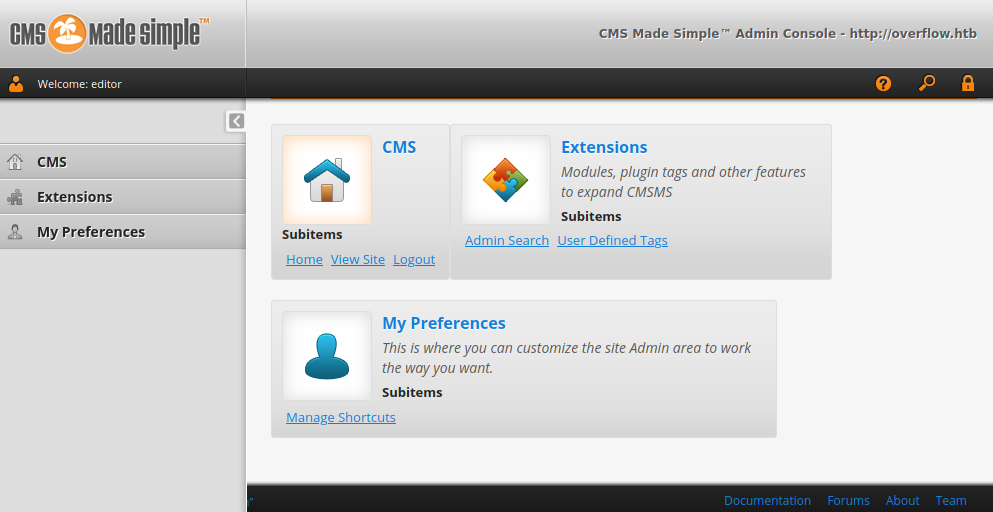 CMS made simple™
CMS Made Simple™ Admin Console - http://overflow.htb
Welcome: editor
CMS
Extensions
My Preferences
CMS
Subitems
Home View Site Logout
Extensions
Modules, plugin tags and other features
to expand CMSMS
Subitems
Admin Search User Defined Tags
My Preferences
This is where you can customize the site Admin area to work
the way you want.
Subitems
Manage Shortcuts
Documentation Forums About Team